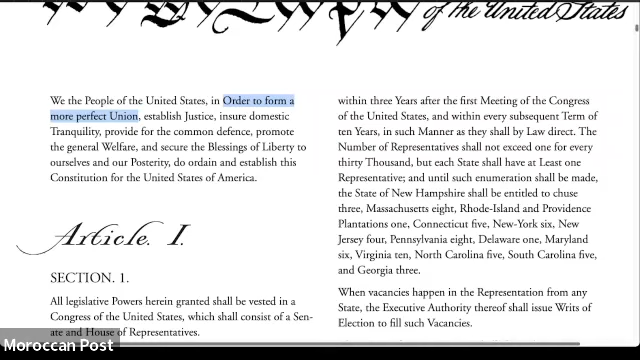 of the United States
We the People of the United States, in Order to form a
more perfect Union, establish Justice, insure domestic
Tranquility, provide for the common defence, promote
the general Welfare, and secure the Blessings of Liberty to
ourselves and our Posterity, do ordain and establish this
Constitution for the United States of America.
Article. I.
SECTION. 1.
All legislative Powers herein granted shall be vested in a
Congress of the United States, which shall consist of a Sen-
ate and House of Representatives.
within three Years after the first Meeting of the Congress
of the United States, and within every subsequent Term of
ten Years, in such Manner as they shall by Law direct. The
Number of Representatives shall not exceed one for every
thirty Thousand, but each State shall have at Least one
Representative; and until such enumeration shall be made,
the State of New Hampshire shall be entitled to chuse
three, Massachusetts eight, Rhode-Island and Providence
Plantations one, Connecticut five, New-York six, New
Jersey four, Pennsylvania eight, Delaware one, Maryland
six, Virginia ten, North Carolina five, South Carolina five,
and Georgia three.
When vacancies happen in the Representation from any
State, the Executive Authority thereof shall issue Writs of
Election to fill such Vacancies.
Moroccan Post